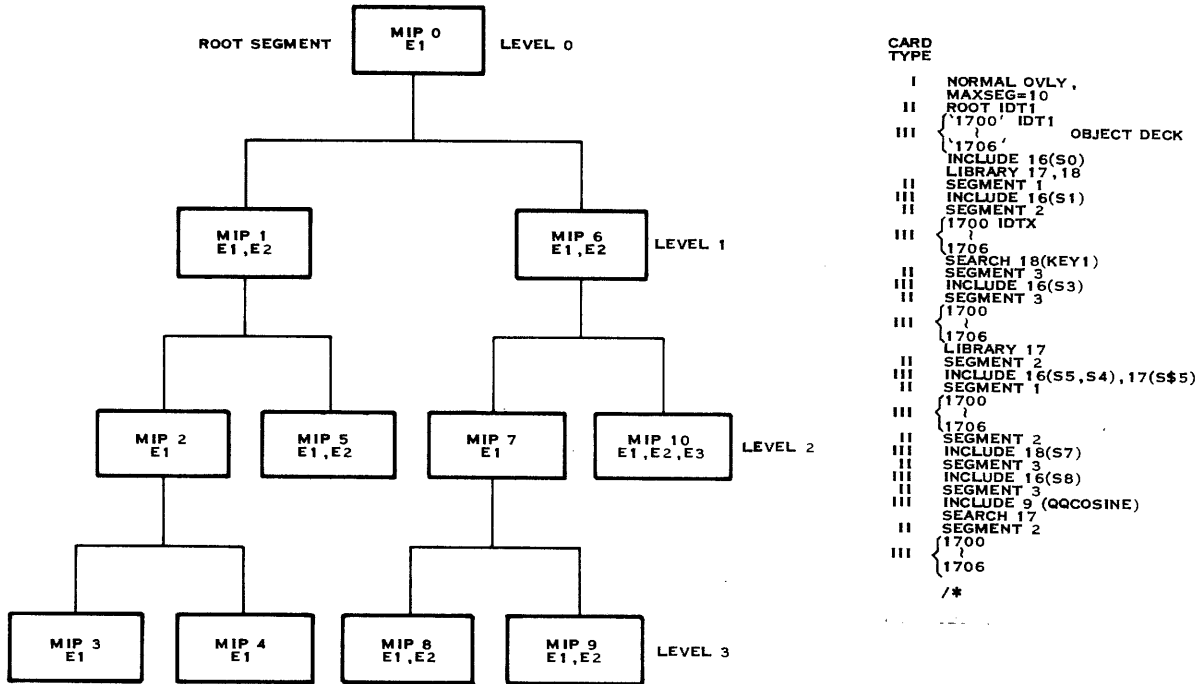 ROOT SEGMENT
MIP 0
E1
LEVEL 0
MIP 1
E1,E2
MIP 6
E1,E2
LEVEL 1
MIP 2
E1
MIP 5
E1,E2
MIP 7
E1
MIP 10
E1,E2,E3
LEVEL 2
MIP 3
E1
MIP 4
E1
MIP 8
E1,E2
MIP 9
E1,E2
LEVEL 3
CARD
TYPE
I NORMAL OVLY,
MAXSEG=10
II ROOT IDT1
'1700' IDT1
III OBJECT DECK
'1706'
INCLUDE 16(S0)
LIBRARY 17,18
II SEGMENT 1
III INCLUDE 16(S1)
II SEGMENT 2
1700 IDTX
III
1706
SEARCH 18(KEY1)
II SEGMENT 3
III INCLUDE 16(S3)
II SEGMENT 3
1700
III
1706
LIBRARY 17
II SEGMENT 2
III INCLUDE 16(S5,S4),17(S$5)
II SEGMENT 1
1700
III
1706
II SEGMENT 2
III INCLUDE 18(S7)
II SEGMENT 3
III INCLUDE 16(S8)
II SEGMENT 3
III INCLUDE 9 (QQCOSINE)
SEARCH 17
II SEGMENT 2
1700
III
1706
/*